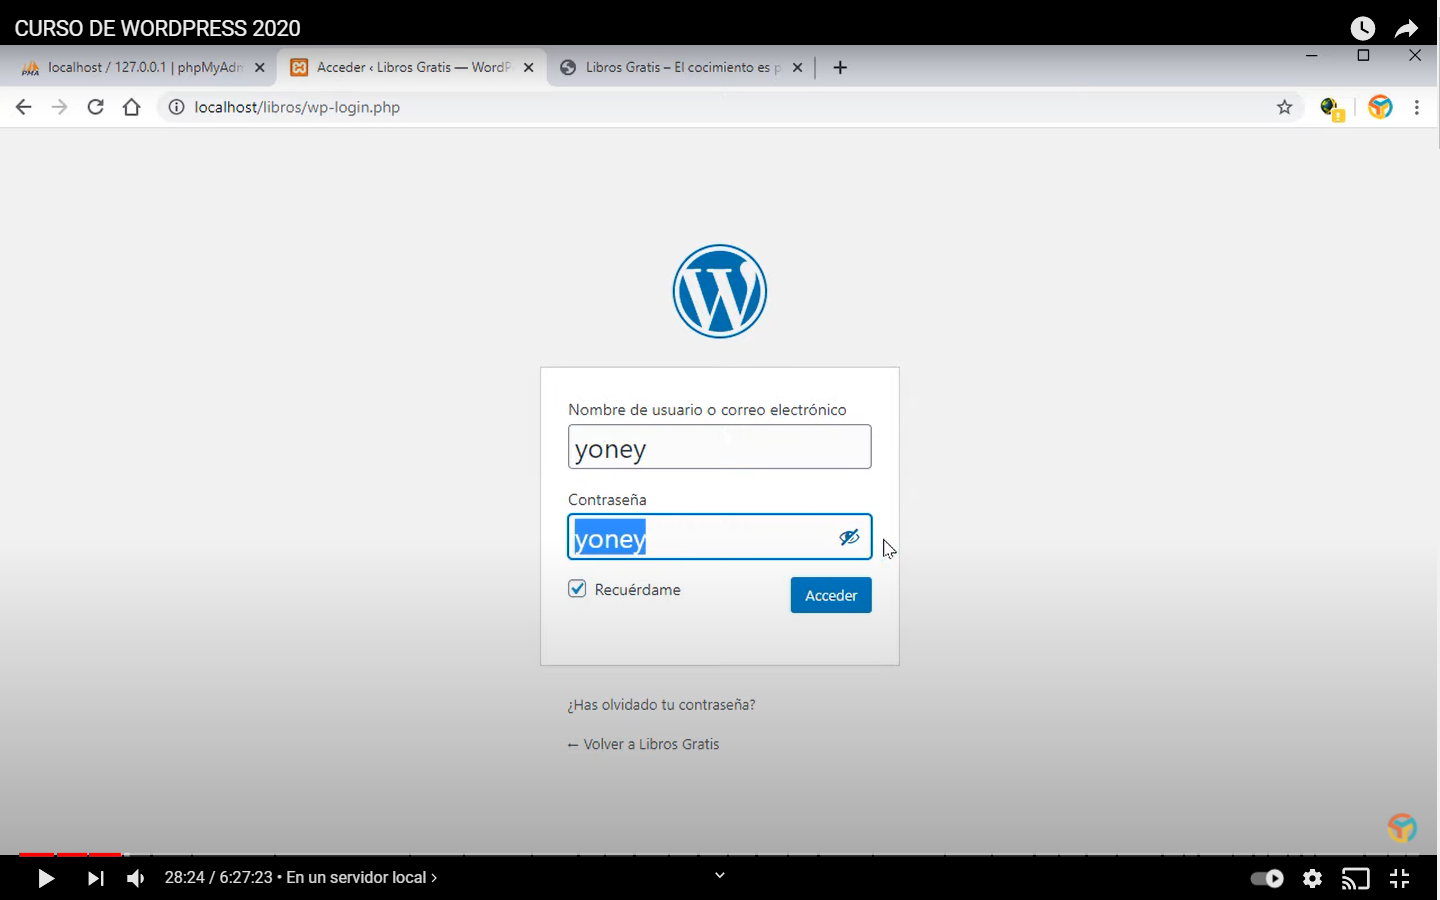 CURSO DE WORDPRESS 2020
localhost / 127.0.0.1 | phpMyAdm
Acceder ‹ Libros Gratis — WordP
Libros Gratis – El cocimiento es p
localhost/libros/wp-login.php
Nombre de usuario o correo electrónico
yoney
Contraseña
yoney
Recuérdame
Acceder
¿Has olvidado tu contraseña?
← Volver a Libros Gratis
28:24 / 6:27:23 • En un servidor local ›